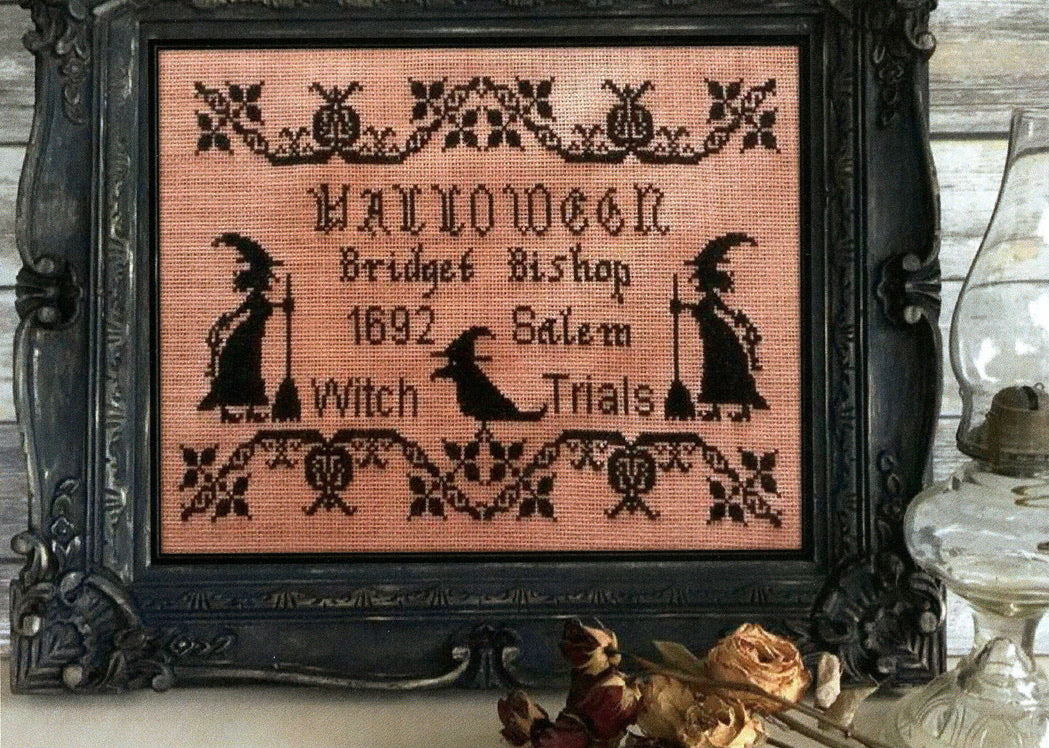 HALLOWEEN
Bridget Bishop
1692 Salem
Witch Trials